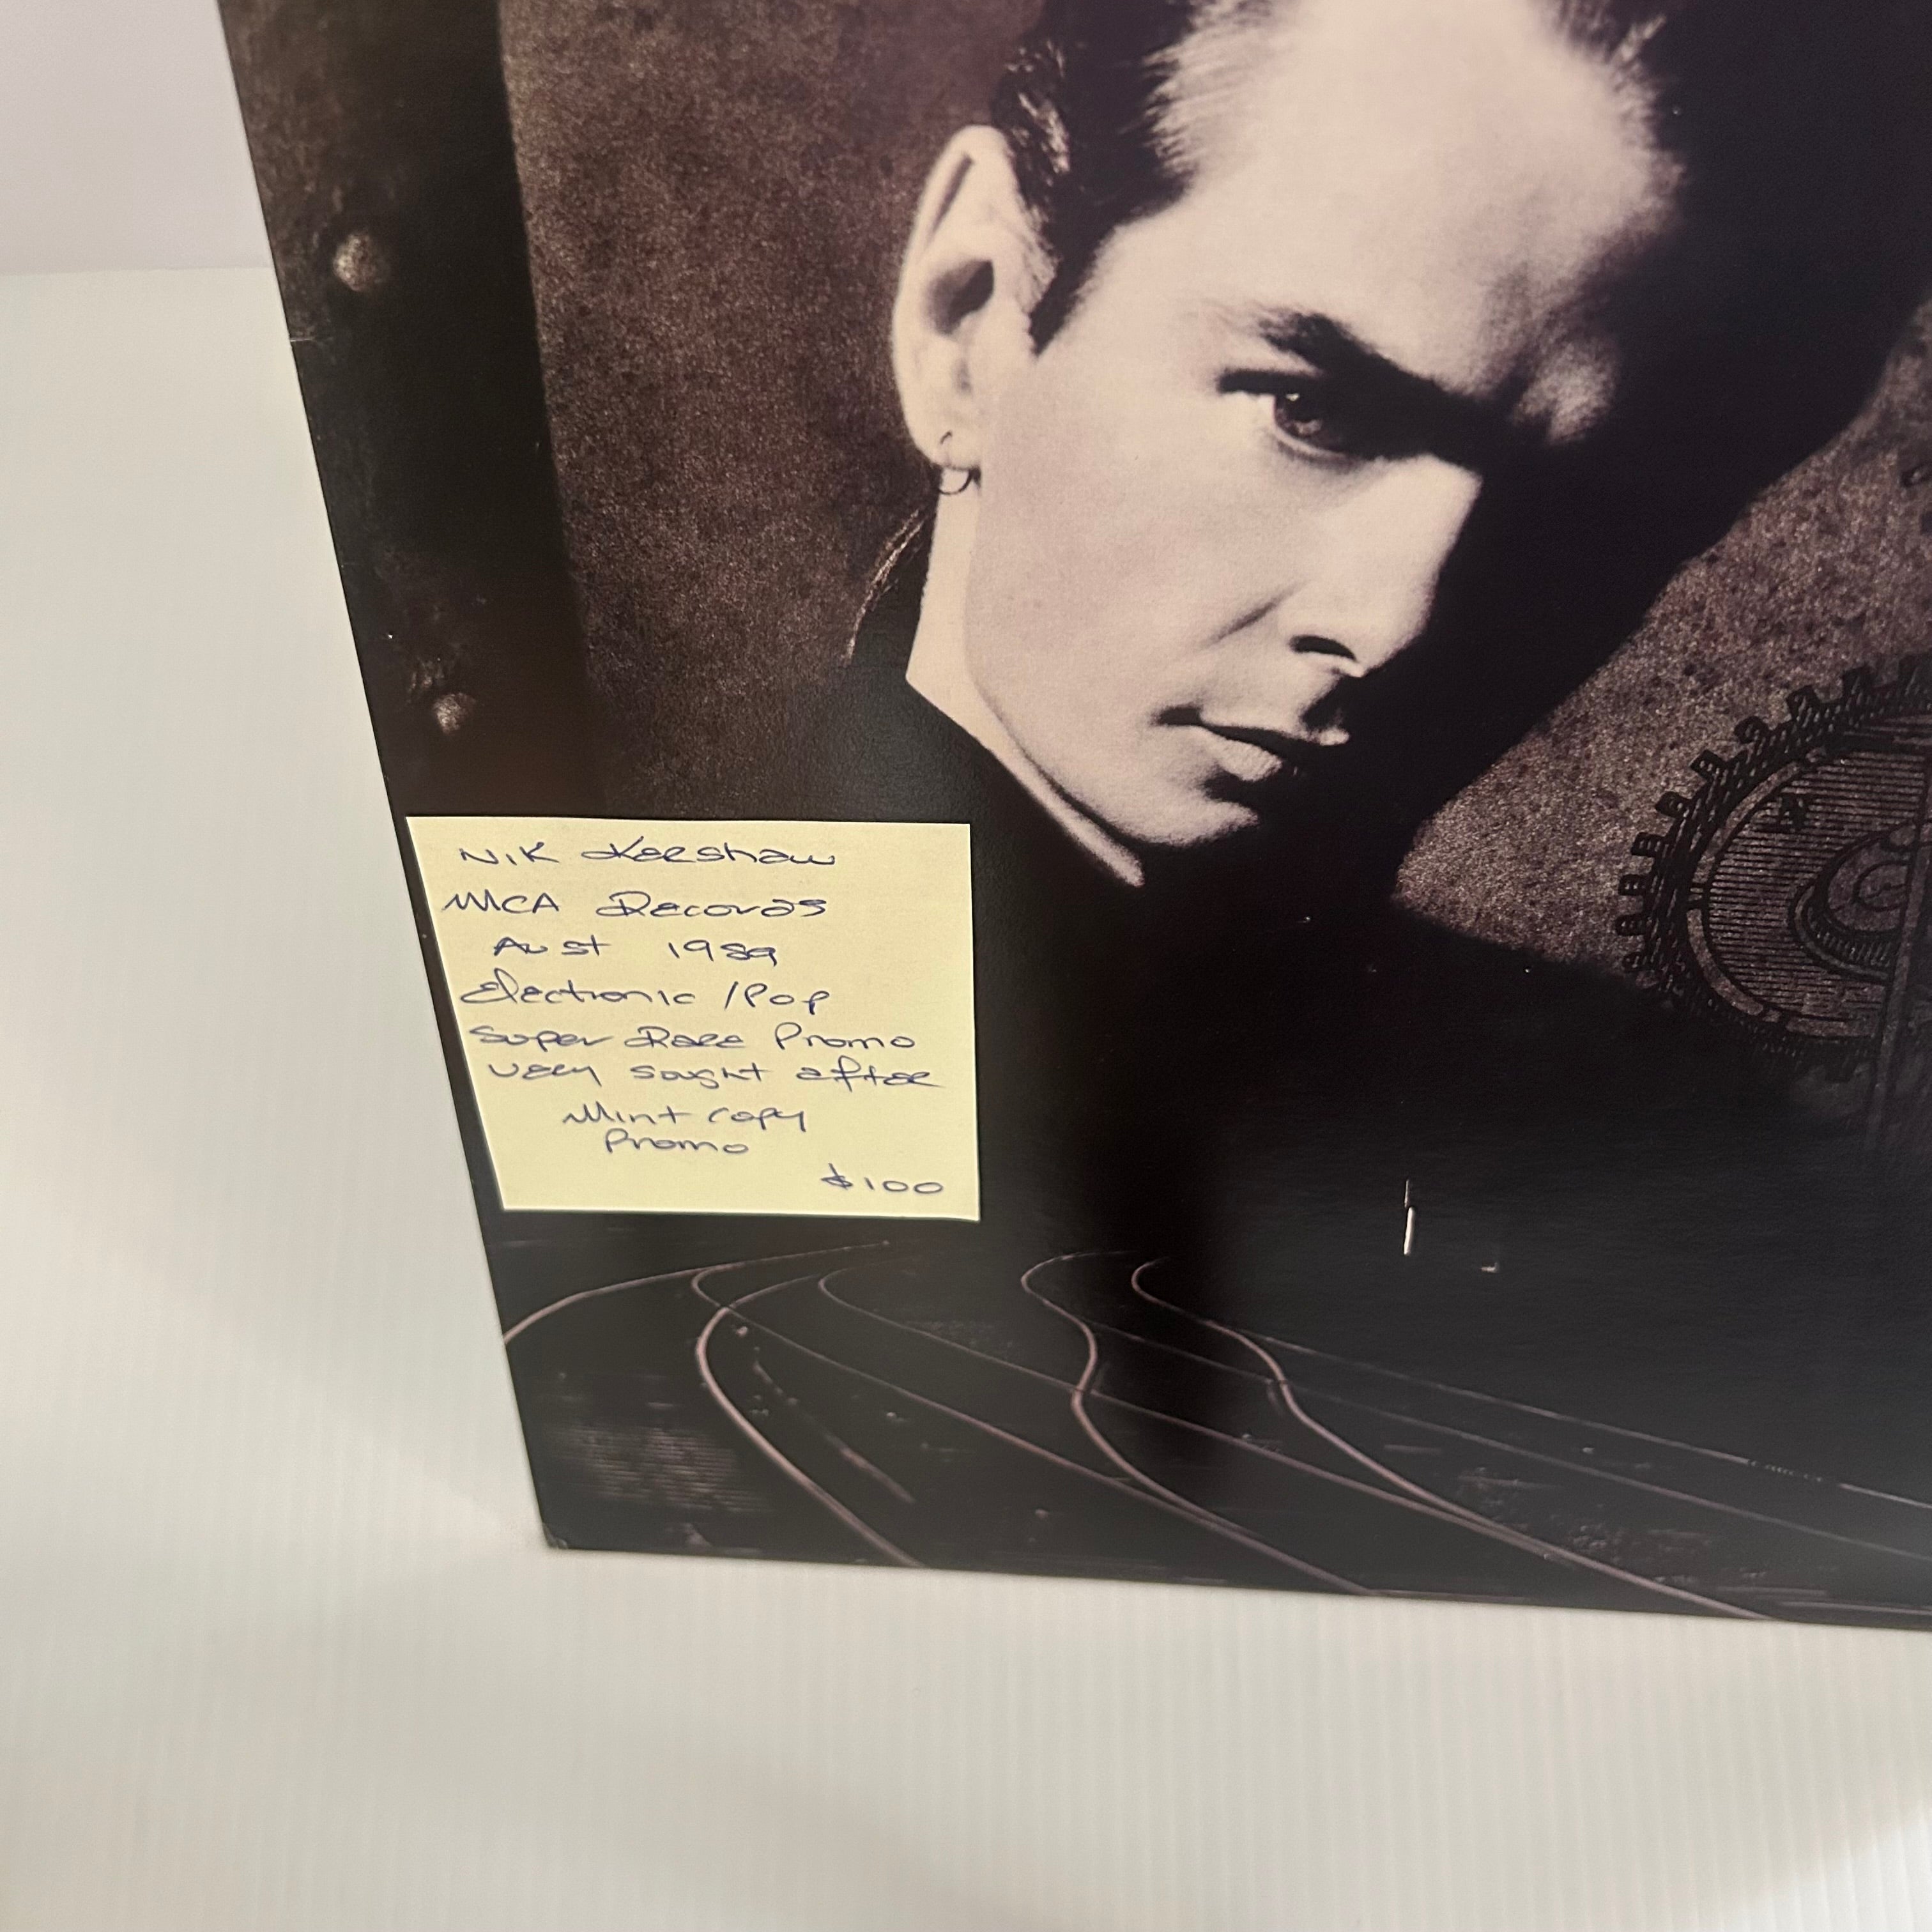 Nik Kershaw
MCA Records
Aust 1989
Electronic / Pop
Super Rare Promo
very sought after
Mint copy
Promo
$100
N